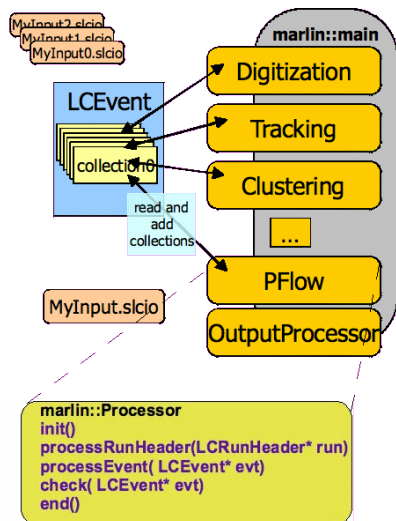 MyInput2.slcio
MyInput1.slcio
MyInput0.slcio
marlin::main
LCEvent
collection0
read and
add
collections
Digitization
Tracking
Clustering
...
PFlow
OutputProcessor
MyInput.slcio
marlin::Processor
init()
processRunHeader(LCRunHeader* run)
processEvent( LCEvent* evt)
check( LCEvent* evt)
end()